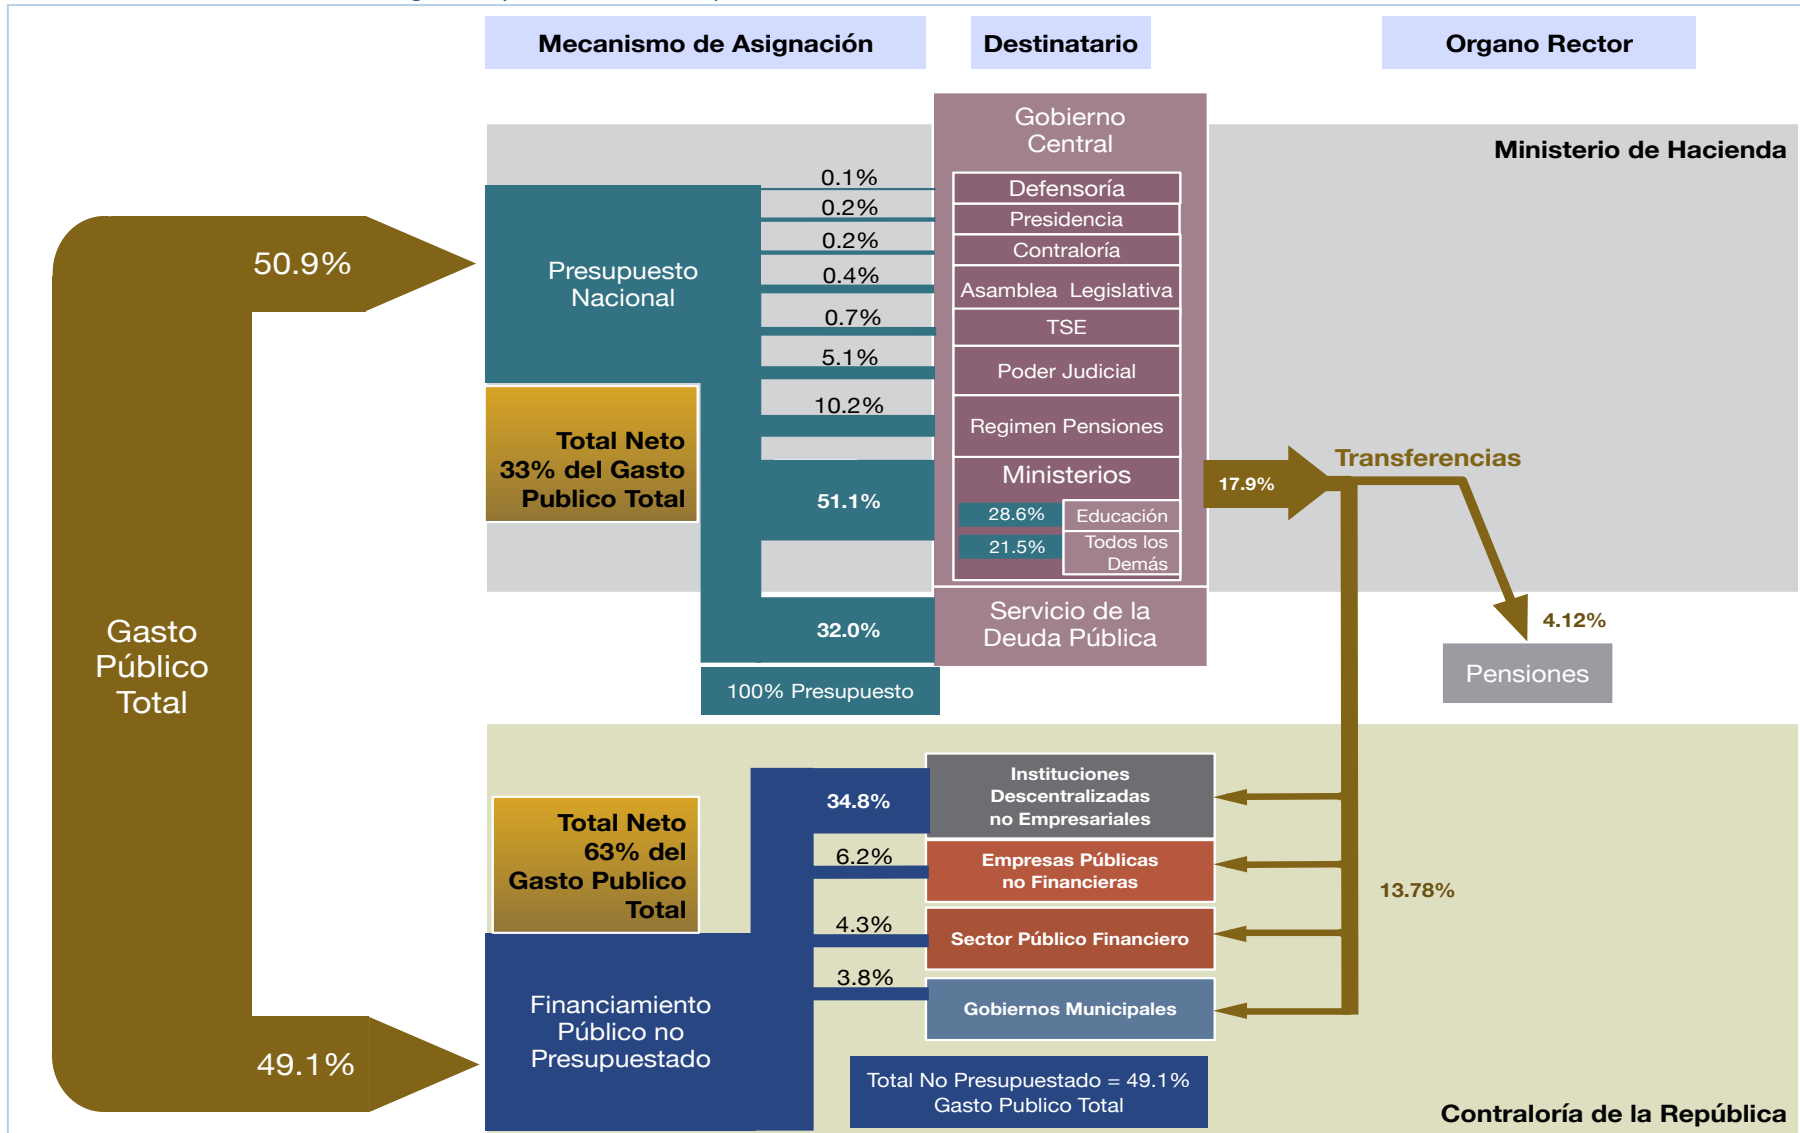 Mecanismo de Asignación
Destinatario
Organo Rector
Ministerio de Hacienda
Gobierno
Central
0.1%
Defensoría
0.2%
Presidencia
0.2%
Contraloría
0.4%
Asamblea Legislativa
0.7%
TSE
5.1%
Poder Judicial
10.2%
Regimen Pensiones
50.9%
Presupuesto
Nacional
Total Neto
33% del Gasto
Publico Total
51.1%
Ministerios
28.6%
Educación
21.5%
Todos los
Demás
17.9%
Transferencias
32.0%
Servicio de la
Deuda Pública
4.12%
Pensiones
100% Presupuesto
Gasto
Público
Total
34.8%
Instituciones
Descentralizadas
no Empresariales
Total Neto
63% del
Gasto Publico
Total
6.2%
Empresas Públicas
no Financieras
13.78%
4.3%
Sector Público Financiero
3.8%
Gobiernos Municipales
Financiamiento
Público no
Presupuestado
49.1%
Total No Presupuestado = 49.1%
Gasto Publico Total
Contraloría de la República